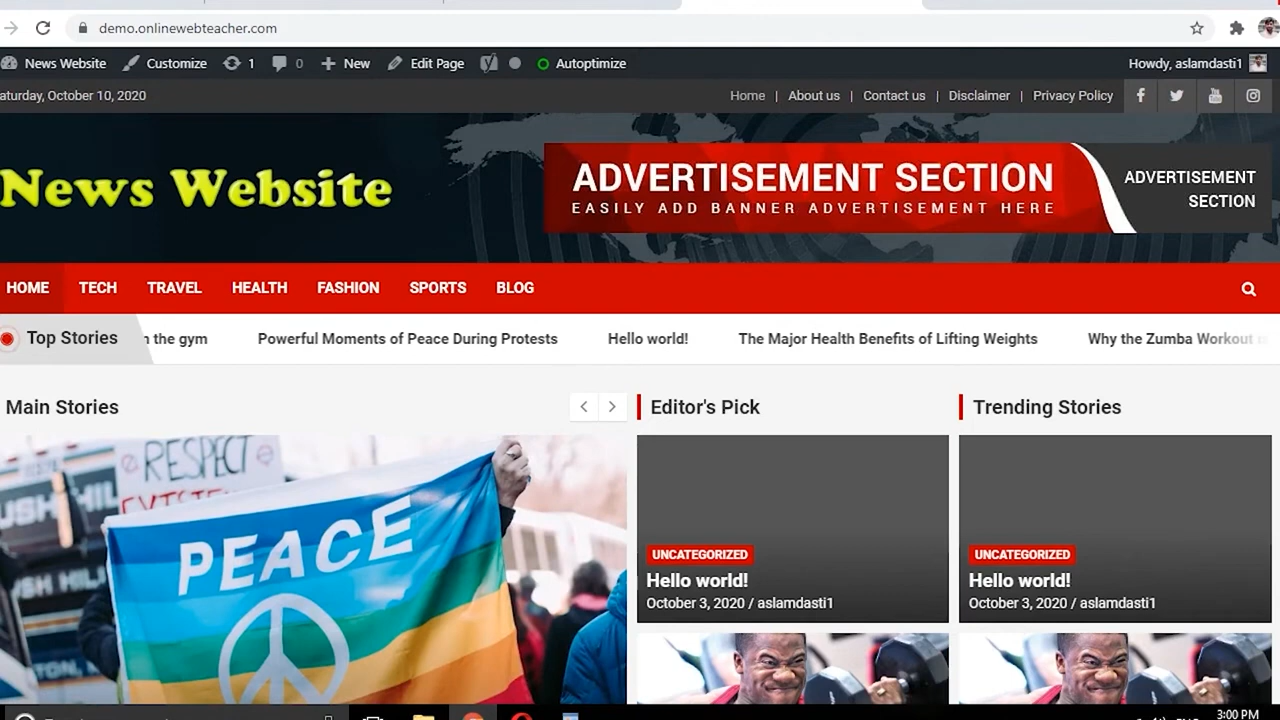 demo.onlinewebteacher.com
News Website Customize 1 0 New Edit Page Autoptimize Howdy, aslamdasti1
aturday, October 10, 2020 Home | About us | Contact us | Disclaimer | Privacy Policy
News Website
ADVERTISEMENT SECTION
EASILY ADD BANNER ADVERTISEMENT HERE
ADVERTISEMENT
SECTION
HOME TECH TRAVEL HEALTH FASHION SPORTS BLOG
Top Stories n the gym Powerful Moments of Peace During Protests Hello world! The Major Health Benefits of Lifting Weights Why the Zumba Workout
Main Stories
Editor's Pick
Trending Stories
RESPECT
PEACE
UNCATEGORIZED
Hello world!
October 3, 2020 / aslamdasti1
UNCATEGORIZED
Hello world!
October 3, 2020 / aslamdasti1
3:00 PM